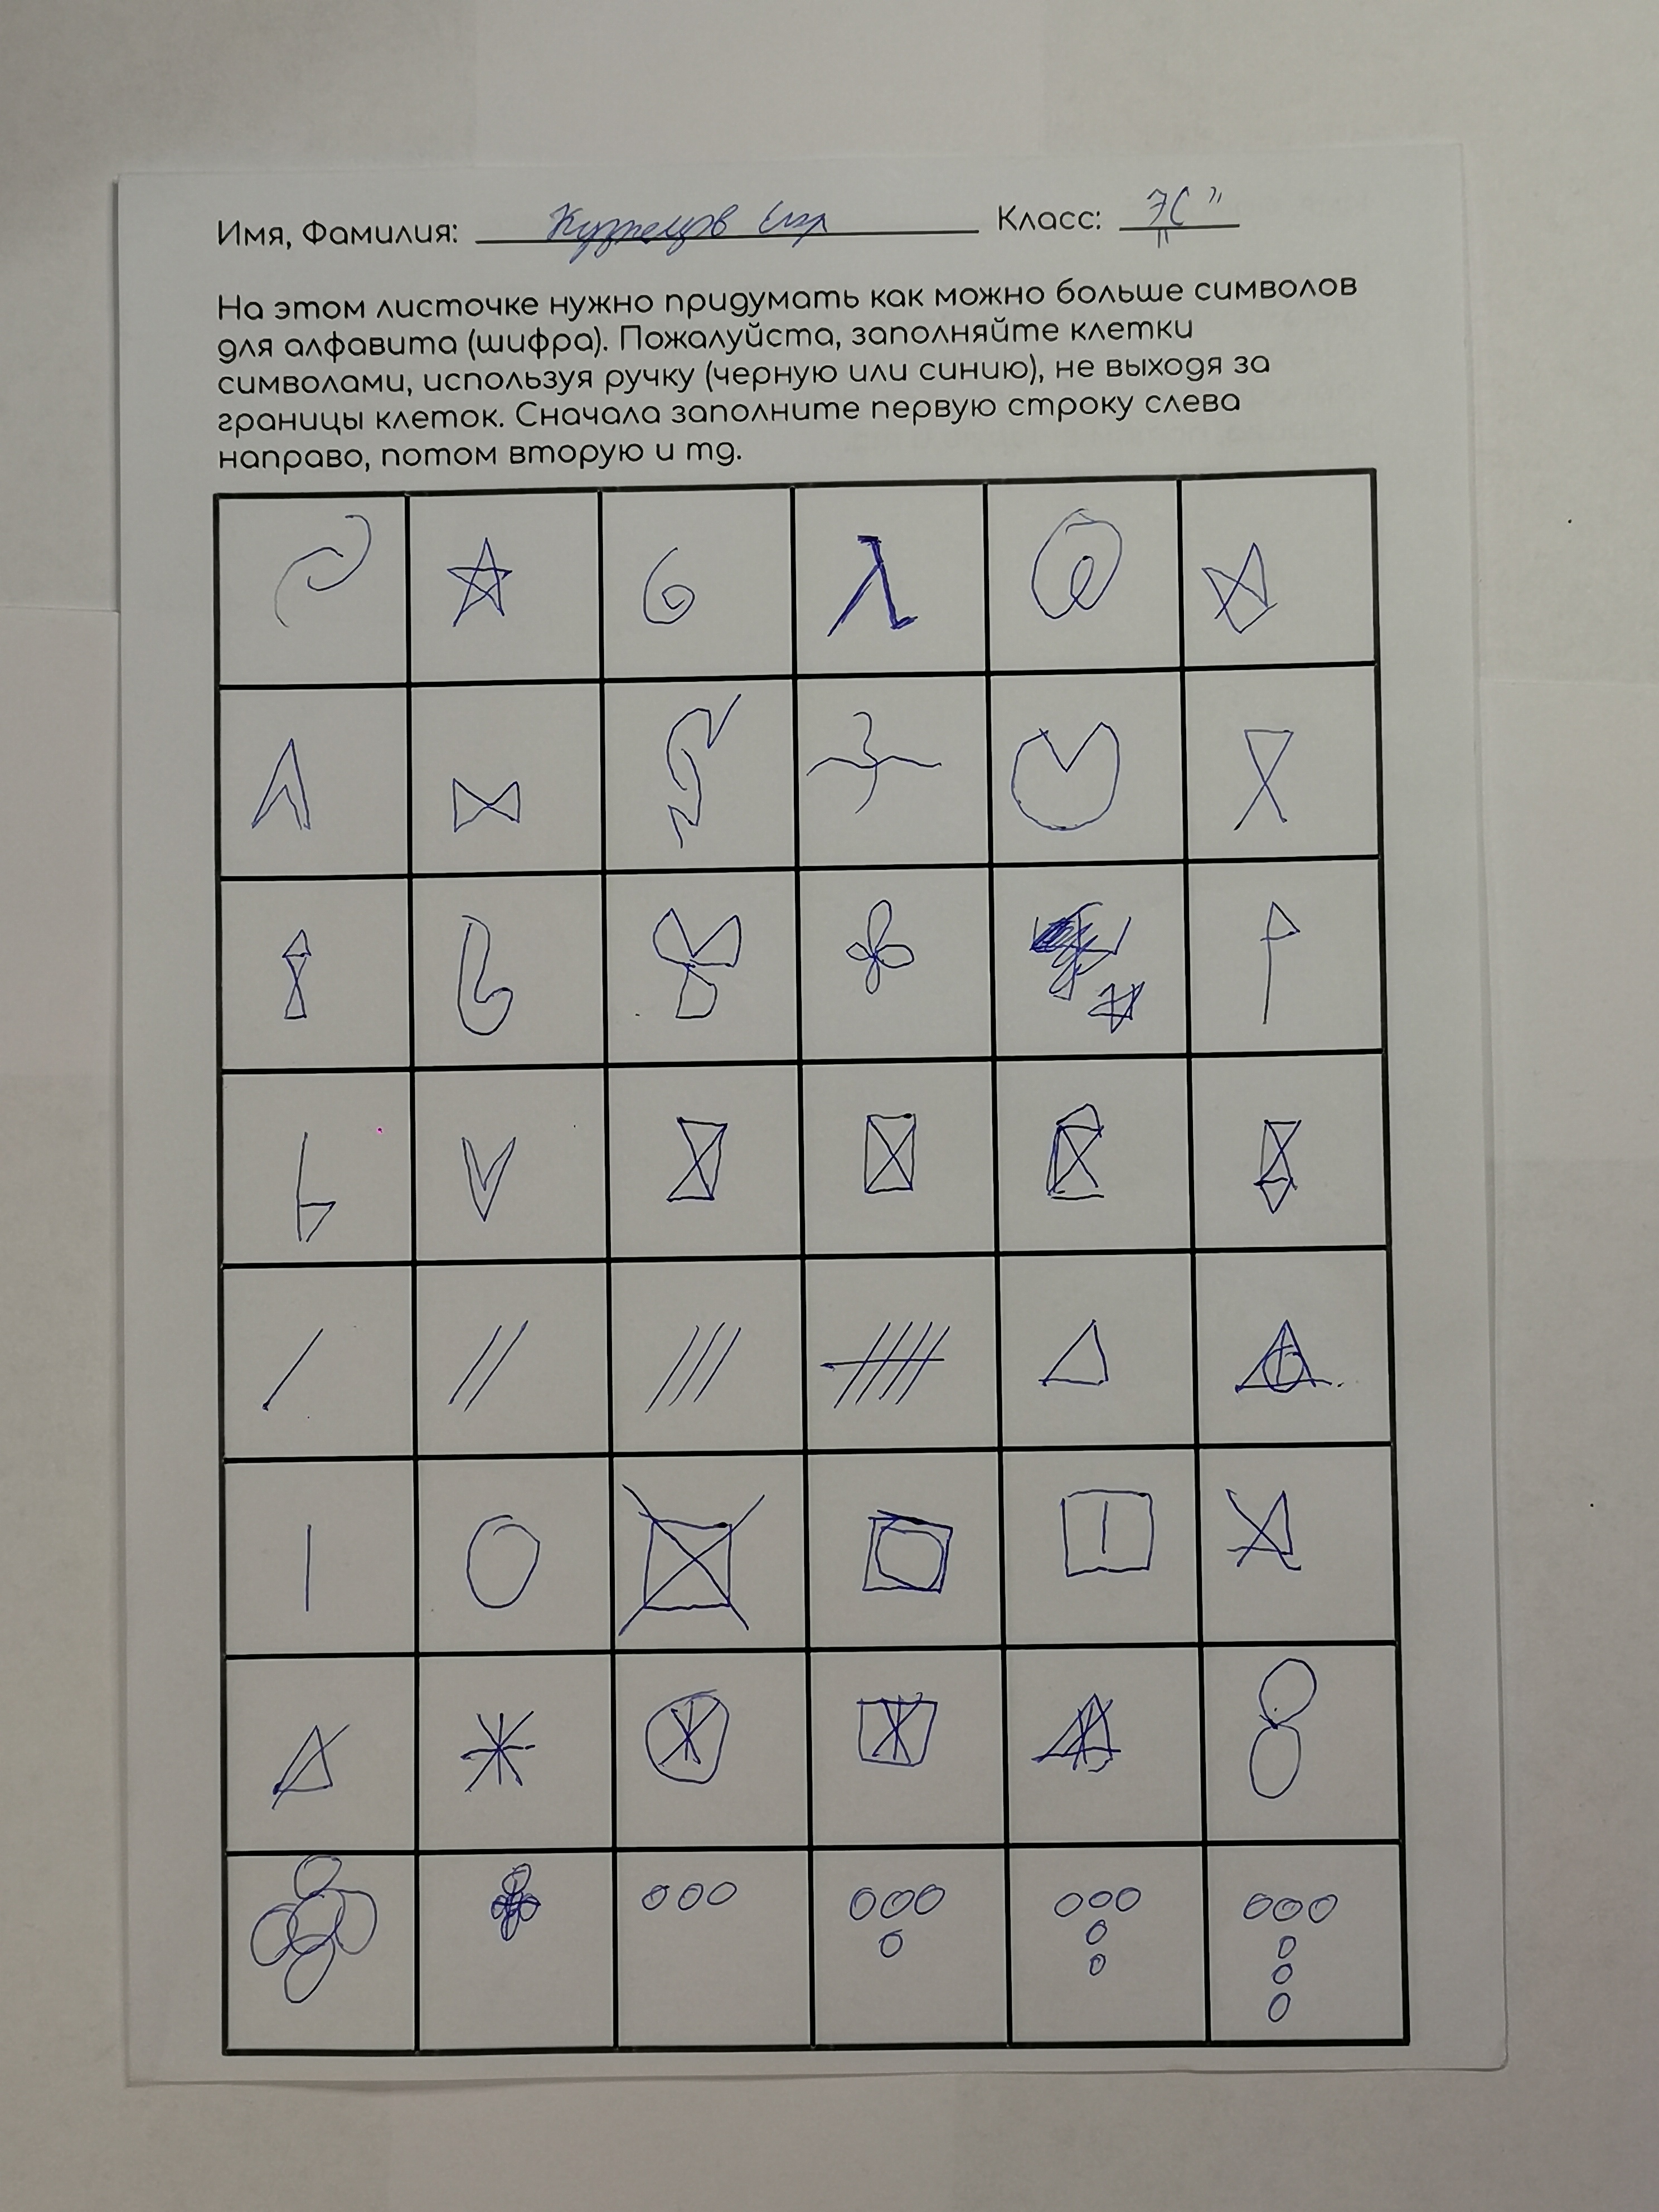 Имя, Фамилия: Кузнецов Класс: 7 "С"
На этом листочке нужно придумать как можно больше символов
для алфавита (шифра). Пожалуйста, заполняйте клетки
символами, используя ручку (черную или синию), не выходя за
границы клеток. Сначала заполните первую строку слева
направо, потом вторую и тд.